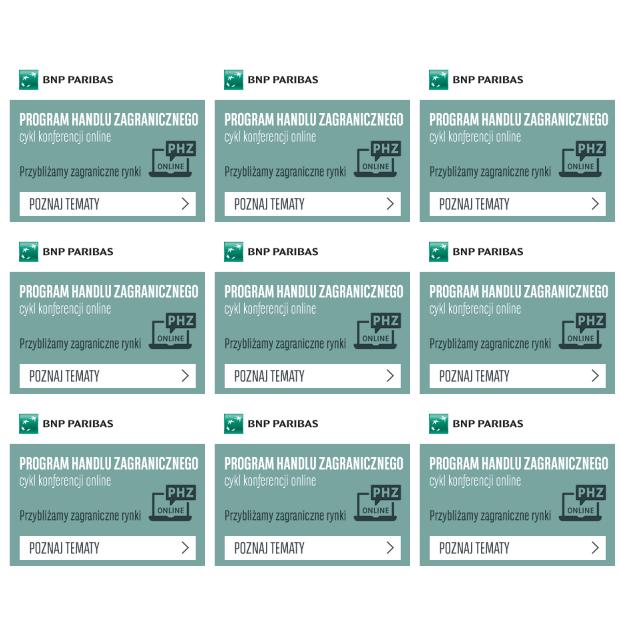 BNP PARIBAS BNP PARIBAS BNP PARIBAS
PROGRAM HANDLU ZAGRANICZNEGO PROGRAM HANDLU ZAGRANICZNEGO PROGRAM HANDLU ZAGRANICZNEGO
cykl konferencji online cykl konferencji online cykl konferencji online
PHZ PHZ PHZ
Przybliżamy zagraniczne rynki ONLINE Przybliżamy zagraniczne rynki ONLINE Przybliżamy zagraniczne rynki ONLINE
POZNAJ TEMATY POZNAJ TEMATY POZNAJ TEMATY
BNP PARIBAS BNP PARIBAS BNP PARIBAS
PROGRAM HANDLU ZAGRANICZNEGO PROGRAM HANDLU ZAGRANICZNEGO PROGRAM HANDLU ZAGRANICZNEGO
cykl konferencji online cykl konferencji online cykl konferencji online
PHZ PHZ PHZ
Przybliżamy zagraniczne rynki ONLINE Przybliżamy zagraniczne rynki ONLINE Przybliżamy zagraniczne rynki ONLINE
POZNAJ TEMATY POZNAJ TEMATY POZNAJ TEMATY
BNP PARIBAS BNP PARIBAS BNP PARIBAS
PROGRAM HANDLU ZAGRANICZNEGO PROGRAM HANDLU ZAGRANICZNEGO PROGRAM HANDLU ZAGRANICZNEGO
cykl konferencji online cykl konferencji online cykl konferencji online
PHZ PHZ PHZ
Przybliżamy zagraniczne rynki ONLINE Przybliżamy zagraniczne rynki ONLINE Przybliżamy zagraniczne rynki ONLINE
POZNAJ TEMATY POZNAJ TEMATY POZNAJ TEMATY